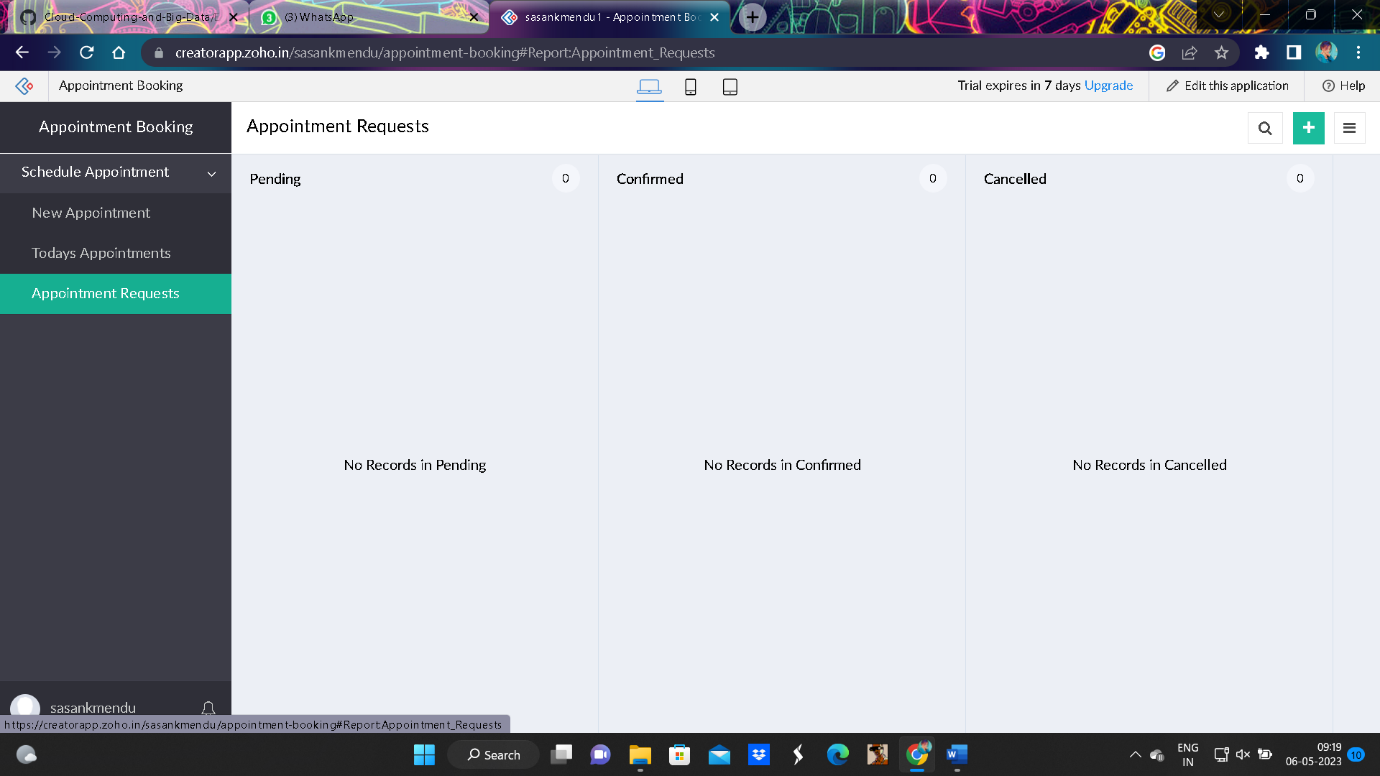 Cloud-Computing-and-Big-Data/E
(3) WhatsApp
sasankmendu1 - Appointment Boo
creatorapp.zoho.in/sasankmendu/appointment-booking#Report:Appointment_Requests
Appointment Booking
Trial expires in 7 days Upgrade
Edit this application
Help
Appointment Booking
Appointment Requests
Schedule Appointment
New Appointment
Todays Appointments
Appointment Requests
Pending 0
Confirmed 0
Cancelled 0
No Records in Pending
No Records in Confirmed
No Records in Cancelled
sasankmendu
https://creatorapp.zoho.in/sasankmendu/appointment-booking#Report:Appointment_Requests
Search
ENG
IN
09:19
06-05-2023
10